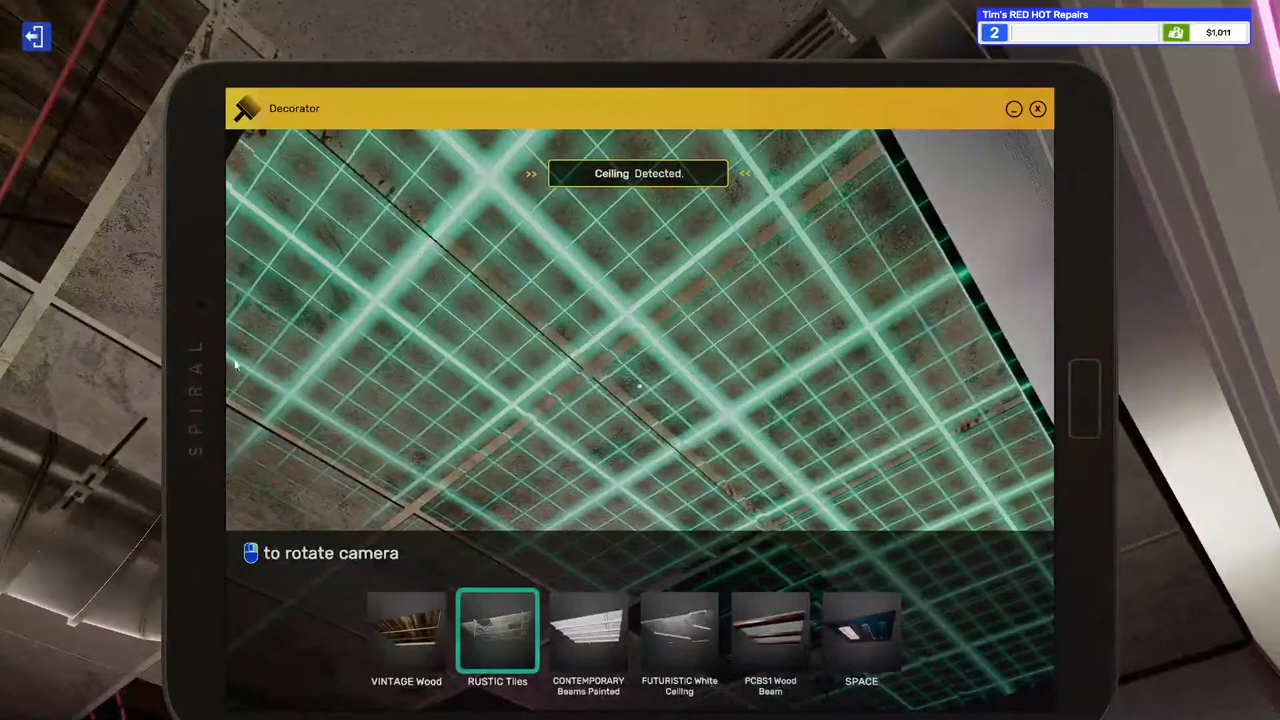 Tim's RED HOT Repairs
2
$1,011
Decorator
>> Ceiling Detected. <<
SPIRAL
to rotate camera
VINTAGE Wood
RUSTIC Tiles
CONTEMPORARY
Beams Painted
FUTURISTIC White
Ceiling
PCBS1 Wood
Beam
SPACE